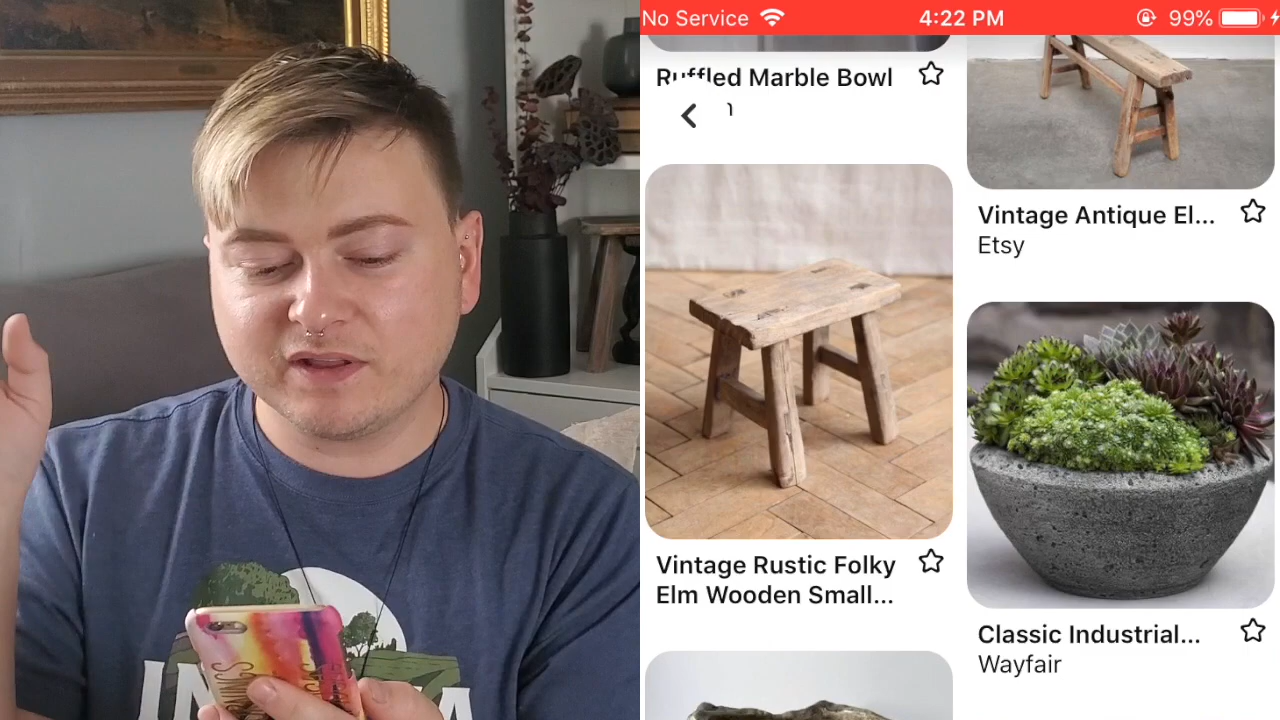 No Service
4:22 PM
99%
Ruffled Marble Bowl
Vintage Rustic Folky
Elm Wooden Small...
Vintage Antique El...
Etsy
Classic Industrial...
Wayfair